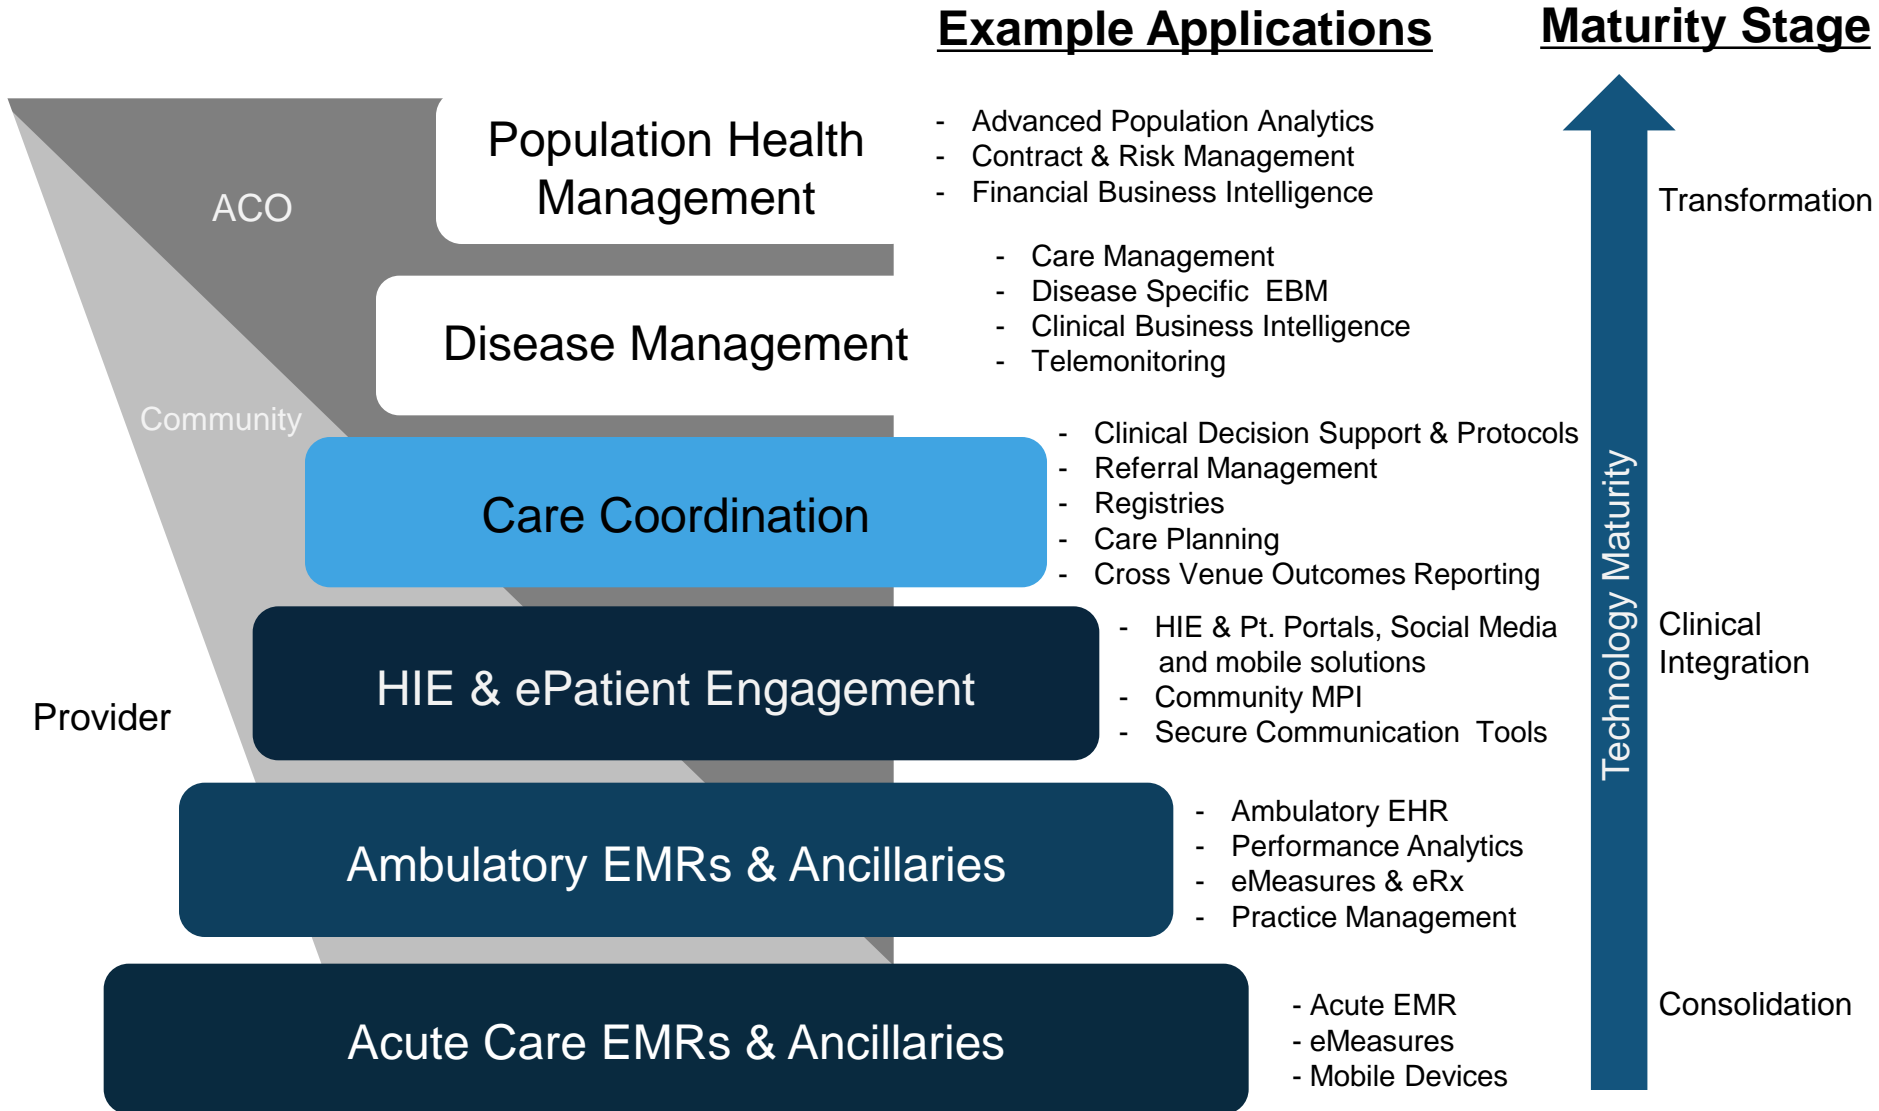 Example Applications
Maturity Stage
Population Health
Management
- Advanced Population Analytics
- Contract & Risk Management
- Financial Business Intelligence
ACO
Transformation
Disease Management
- Care Management
- Disease Specific EBM
- Clinical Business Intelligence
- Telemonitoring
Community
Care Coordination
- Clinical Decision Support & Protocols
- Referral Management
- Registries
- Care Planning
- Cross Venue Outcomes Reporting
Technology Maturity
HIE & ePatient Engagement
- HIE & Pt. Portals, Social Media
and mobile solutions
- Community MPI
- Secure Communication Tools
Clinical
Integration
Provider
Ambulatory EMRs & Ancillaries
- Ambulatory EHR
- Performance Analytics
- eMeasures & eRx
- Practice Management
Acute Care EMRs & Ancillaries
- Acute EMR
- eMeasures
- Mobile Devices
Consolidation